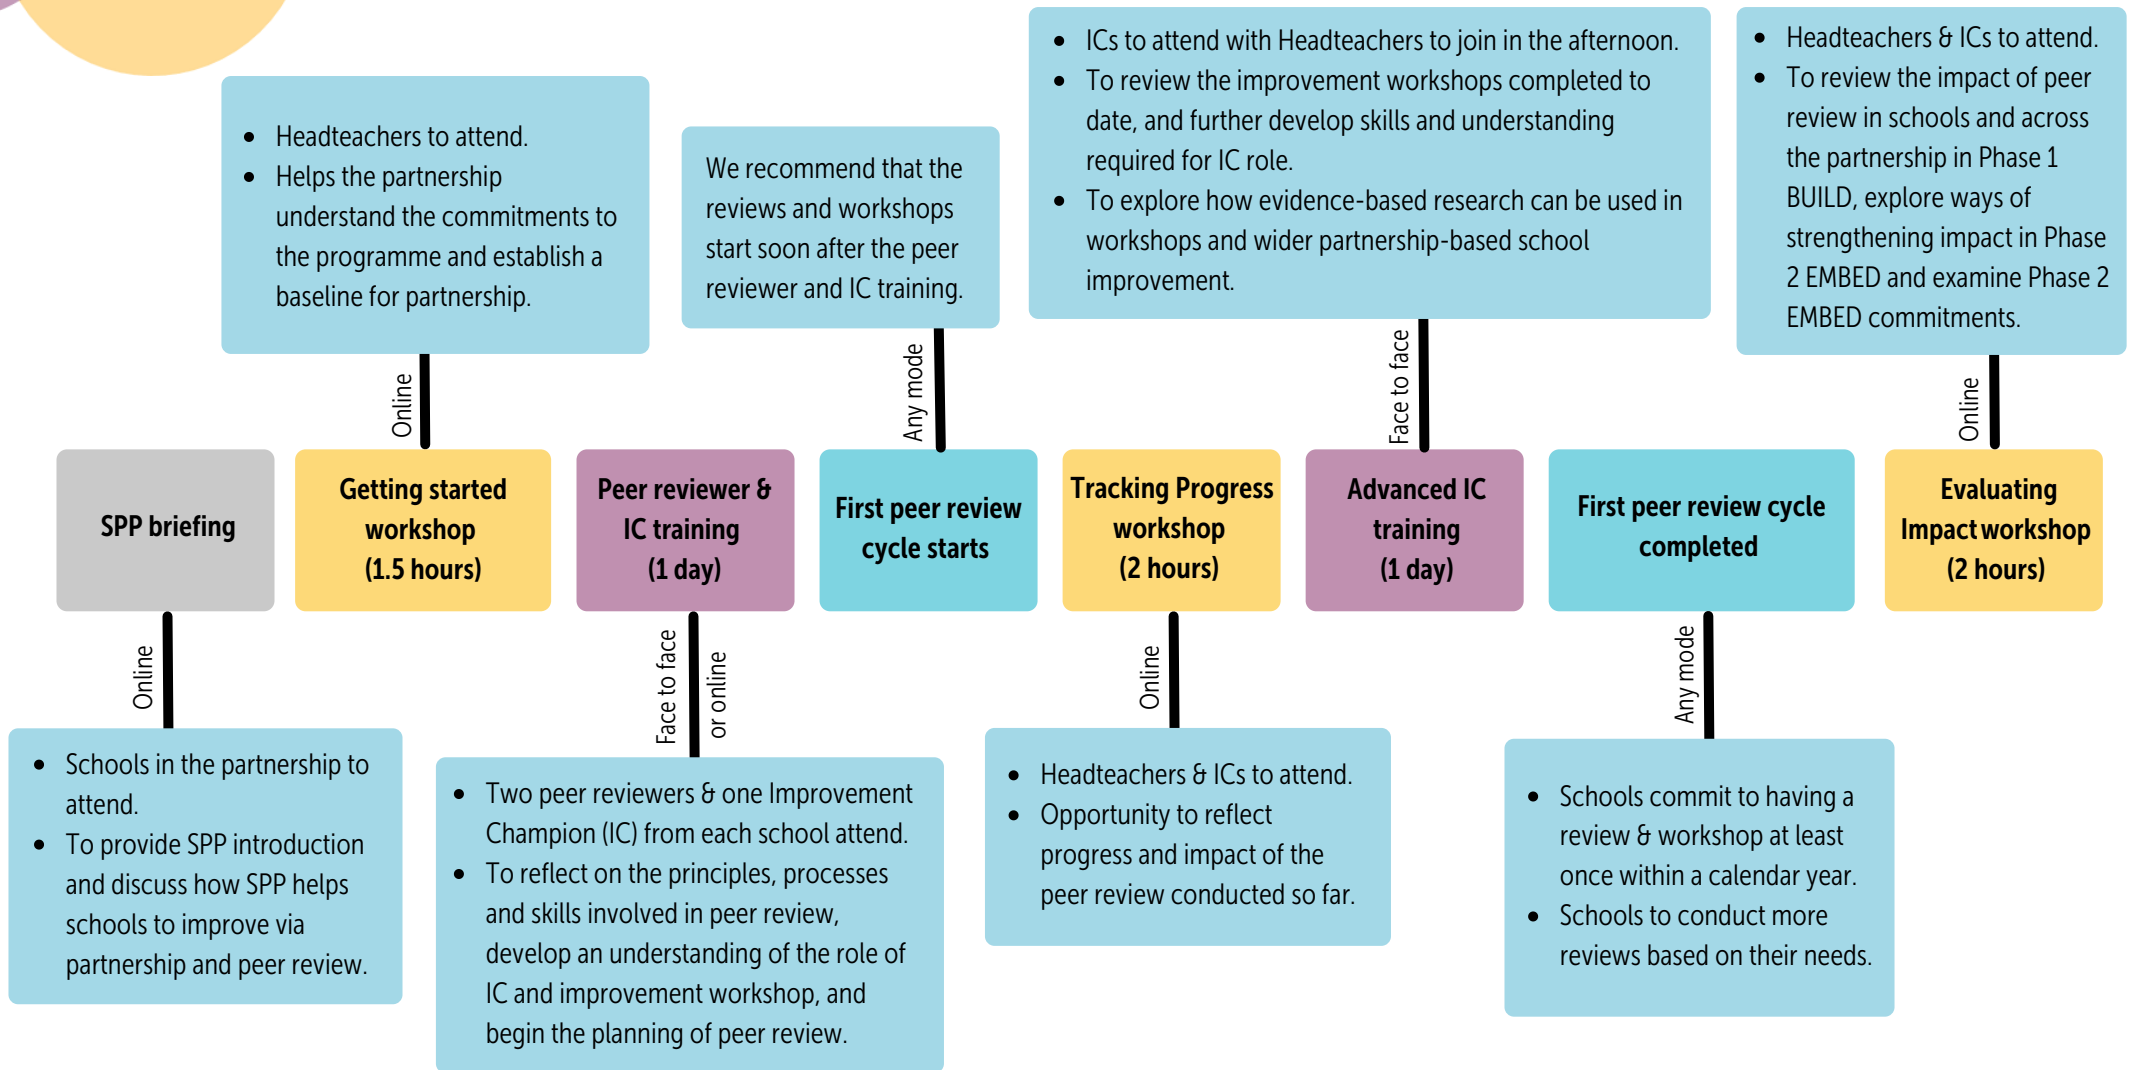 • Headteachers to attend.
• Helps the partnership
understand the commitments to
the programme and establish a
baseline for partnership.
We recommend that the
reviews and workshops
start soon after the peer
reviewer and IC training.
• ICs to attend with Headteachers to join in the afternoon.
• To review the improvement workshops completed to
date, and further develop skills and understanding
required for IC role.
• To explore how evidence-based research can be used in
workshops and wider partnership-based school
improvement.
• Headteachers & ICs to attend.
• To review the impact of peer
review in schools and across
the partnership in Phase 1
BUILD, explore ways of
strengthening impact in Phase
2 EMBED and examine Phase 2
EMBED commitments.
Online
Any mode
Face to face
Online
SPP briefing
Getting started
workshop
(1.5 hours)
Peer reviewer &
IC training
(1 day)
First peer review
cycle starts
Tracking Progress
workshop
(2 hours)
Advanced IC
training
(1 day)
First peer review cycle
completed
Evaluating
Impact workshop
(2 hours)
Online
Face to face
or online
Online
Any mode
• Schools in the partnership to
attend.
• To provide SPP introduction
and discuss how SPP helps
schools to improve via
partnership and peer review.
• Two peer reviewers & one Improvement
Champion (IC) from each school attend.
• To reflect on the principles, processes
and skills involved in peer review,
develop an understanding of the role of
IC and improvement workshop, and
begin the planning of peer review.
• Headteachers & ICs to attend.
• Opportunity to reflect
progress and impact of the
peer review conducted so far.
• Schools commit to having a
review & workshop at least
once within a calendar year.
• Schools to conduct more
reviews based on their needs.